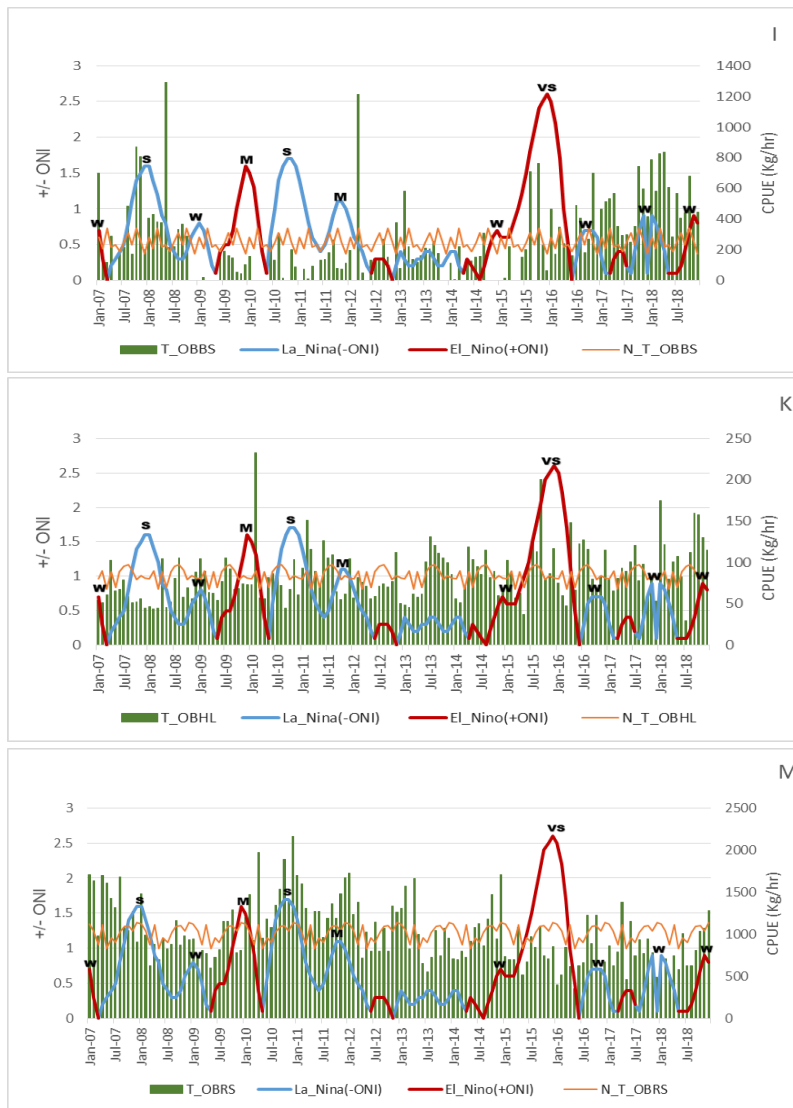 I
3 1400
2.5 1200
2 1000
1.5 800
1 600
0.5 400
0 200
0
+/- ONI
CPUE (Kg/hr)
W s W M s M W vs W W W
Jan-07 Jul-07 Jan-08 Jul-08 Jan-09 Jul-09 Jan-10 Jul-10 Jan-11 Jul-11 Jan-12 Jul-12 Jan-13 Jul-13 Jan-14 Jul-14 Jan-15 Jul-15 Jan-16 Jul-16 Jan-17 Jul-17 Jan-18 Jul-18
T_OBBS La_Nina(-ONI) El_Nino(+ONI) N_T_OBBS
K
3 250
2.5 200
2 150
1.5 100
1 50
0.5 0
0
+/- ONI
CPUE (Kg/hr)
W s W M s M W vs W W W
Jan-07 Jul-07 Jan-08 Jul-08 Jan-09 Jul-09 Jan-10 Jul-10 Jan-11 Jul-11 Jan-12 Jul-12 Jan-13 Jul-13 Jan-14 Jul-14 Jan-15 Jul-15 Jan-16 Jul-16 Jan-17 Jul-17 Jan-18 Jul-18
T_OBHL La_Nina(-ONI) El_Nino(+ONI) N_T_OBHL
M
3 2500
2.5 2000
2 1500
1.5 1000
1 500
0.5 0
0
+/- ONI
CPUE (Kg/hr)
W s W M s M W vs W W W
Jan-07 Jul-07 Jan-08 Jul-08 Jan-09 Jul-09 Jan-10 Jul-10 Jan-11 Jul-11 Jan-12 Jul-12 Jan-13 Jul-13 Jan-14 Jul-14 Jan-15 Jul-15 Jan-16 Jul-16 Jan-17 Jul-17 Jan-18 Jul-18
T_OBRS La_Nina(-ONI) El_Nino(+ONI) N_T_OBRS